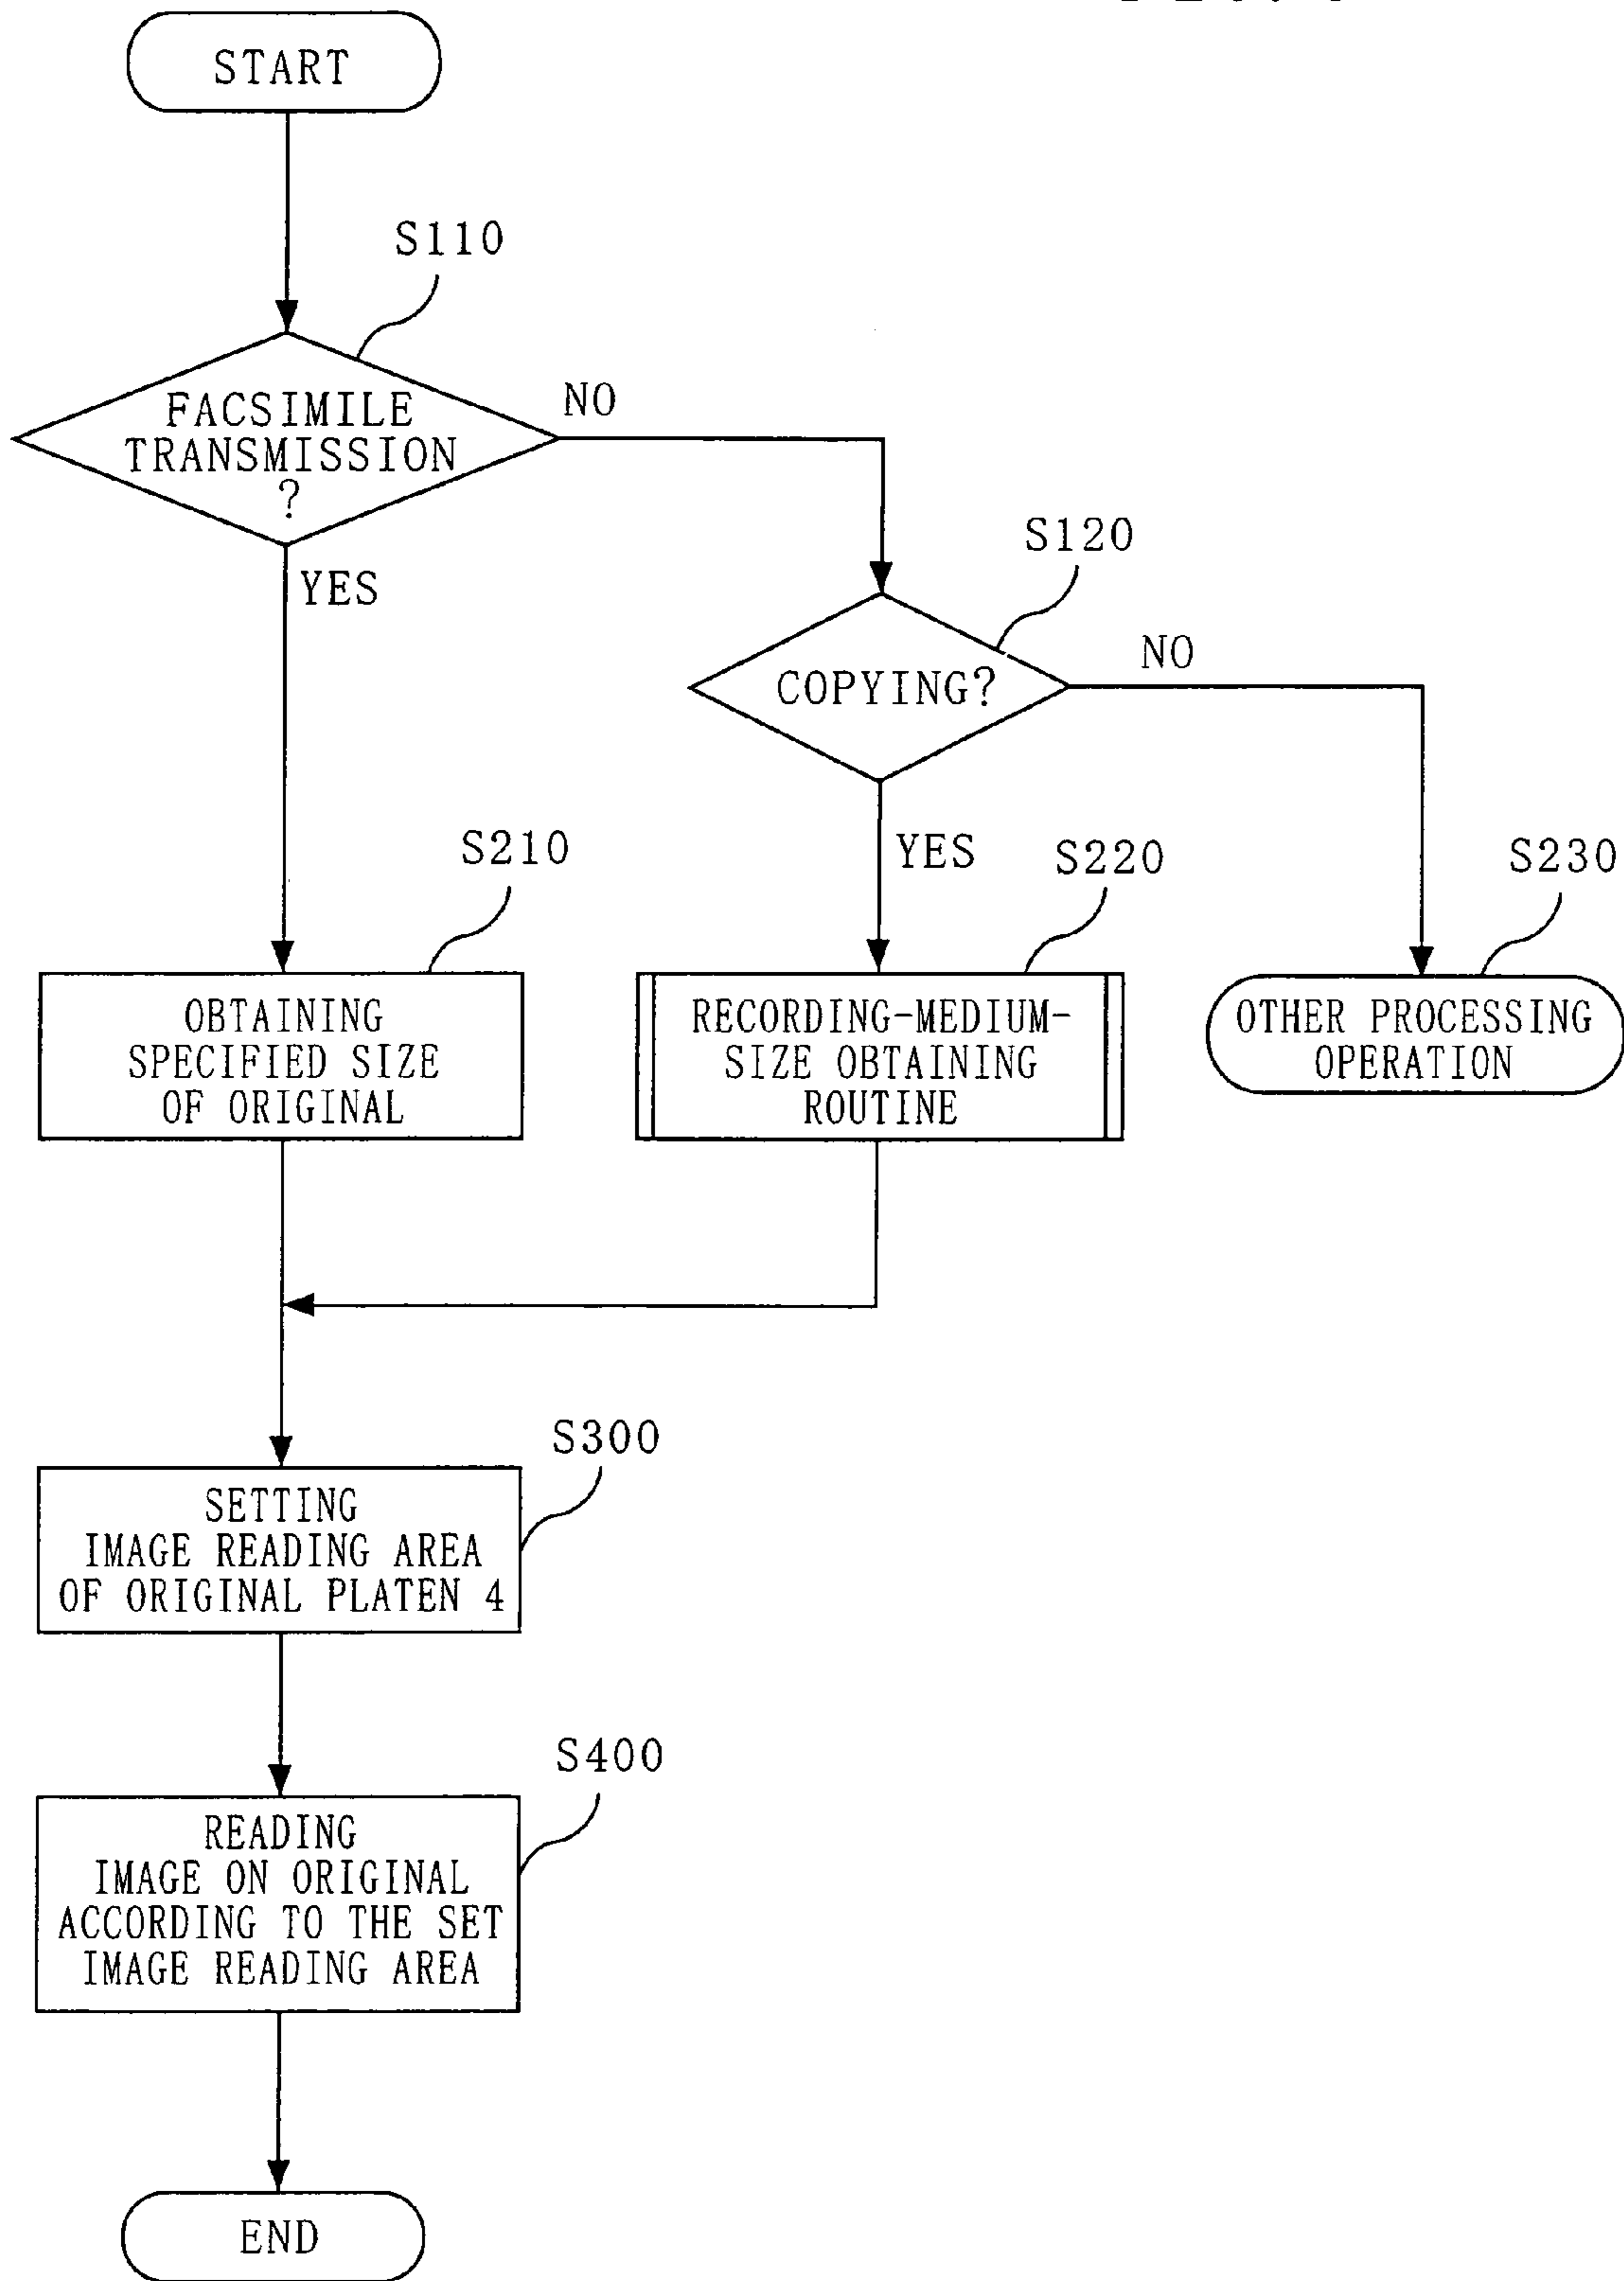 START
S110
FACSIMILE
TRANSMISSION
?
NO
YES
S120
COPYING?
NO
YES
S210
S220
S230
OBTAINING
SPECIFIED SIZE
OF ORIGINAL
RECORDING-MEDIUM-
SIZE OBTAINING
ROUTINE
OTHER PROCESSING
OPERATION
S300
SETTING
IMAGE READING AREA
OF ORIGINAL PLATEN 4
S400
READING
IMAGE ON ORIGINAL
ACCORDING TO THE SET
IMAGE READING AREA
END